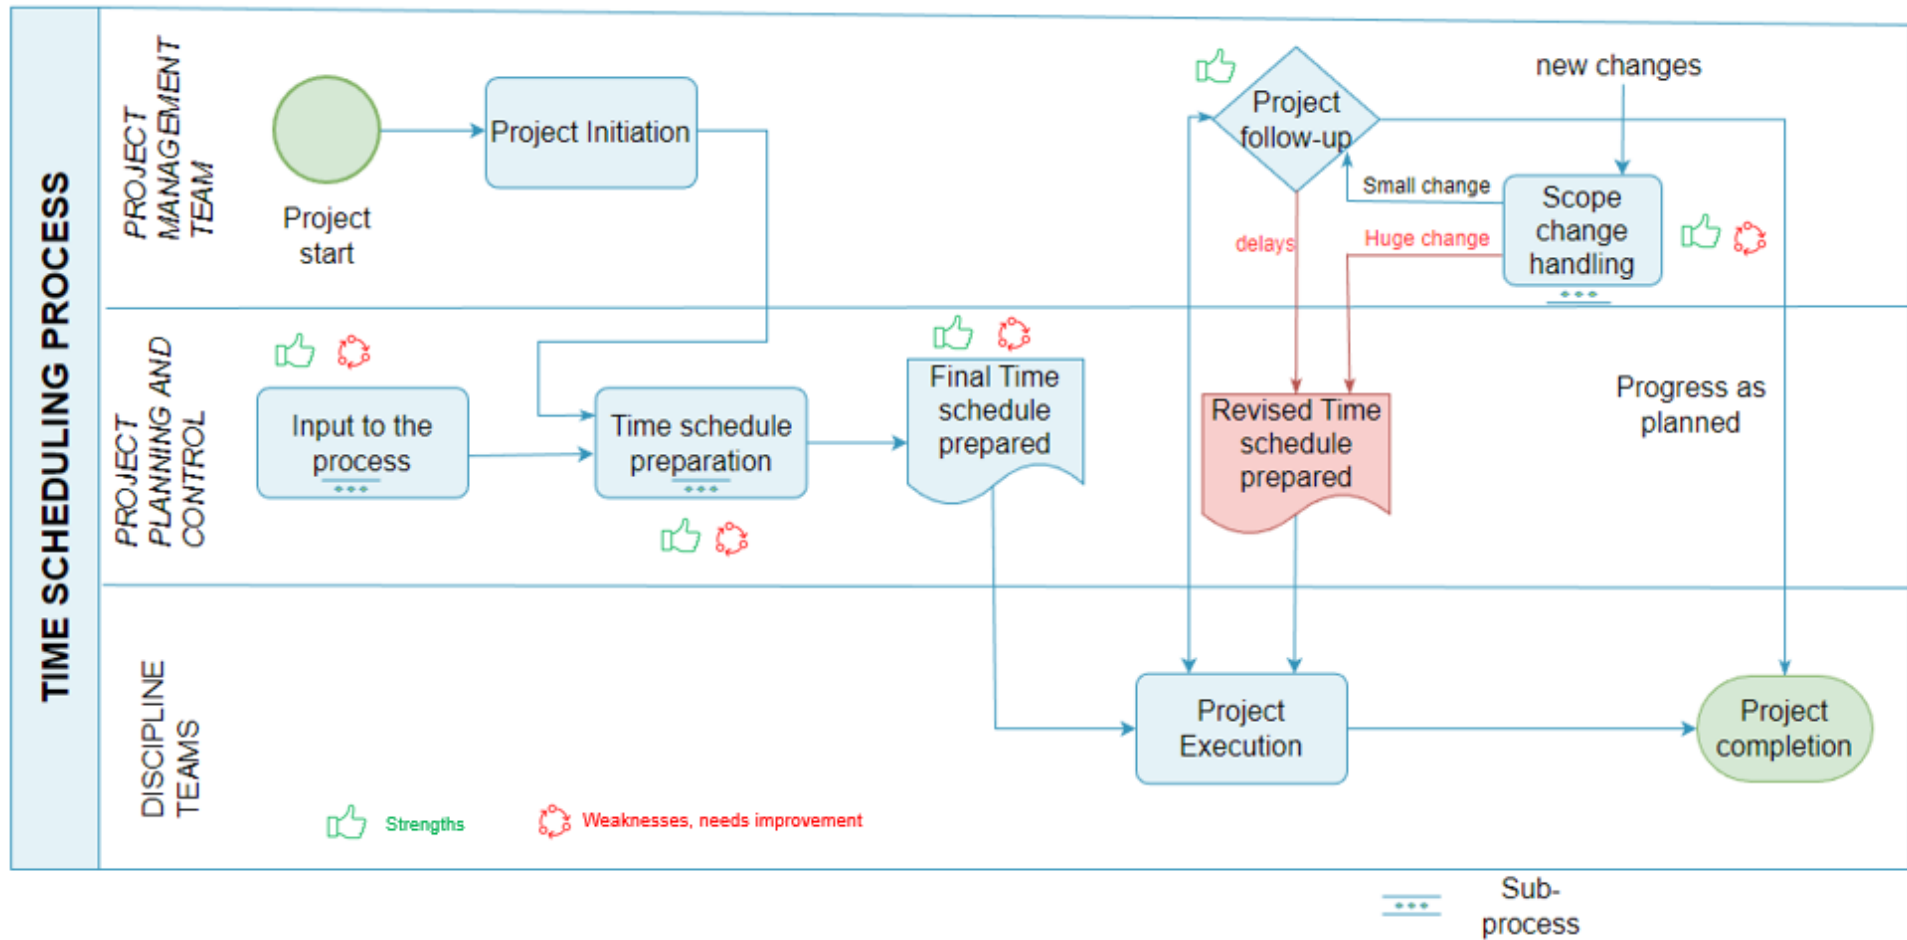 TIME SCHEDULING PROCESS
PROJECT
MANAGEMENT
TEAM
Project
start
Project Initiation
Project
follow-up
new changes
Small change
Scope
change
handling
delays
Huge change
PROJECT
PLANNING AND
CONTROL
Input to the
process
Time schedule
preparation
Final Time
schedule
prepared
Revised Time
schedule
prepared
Progress as
planned
DISCIPLINE
TEAMS
Project
Execution
Project
completion
Strengths
Weaknesses, needs improvement
Sub-
process